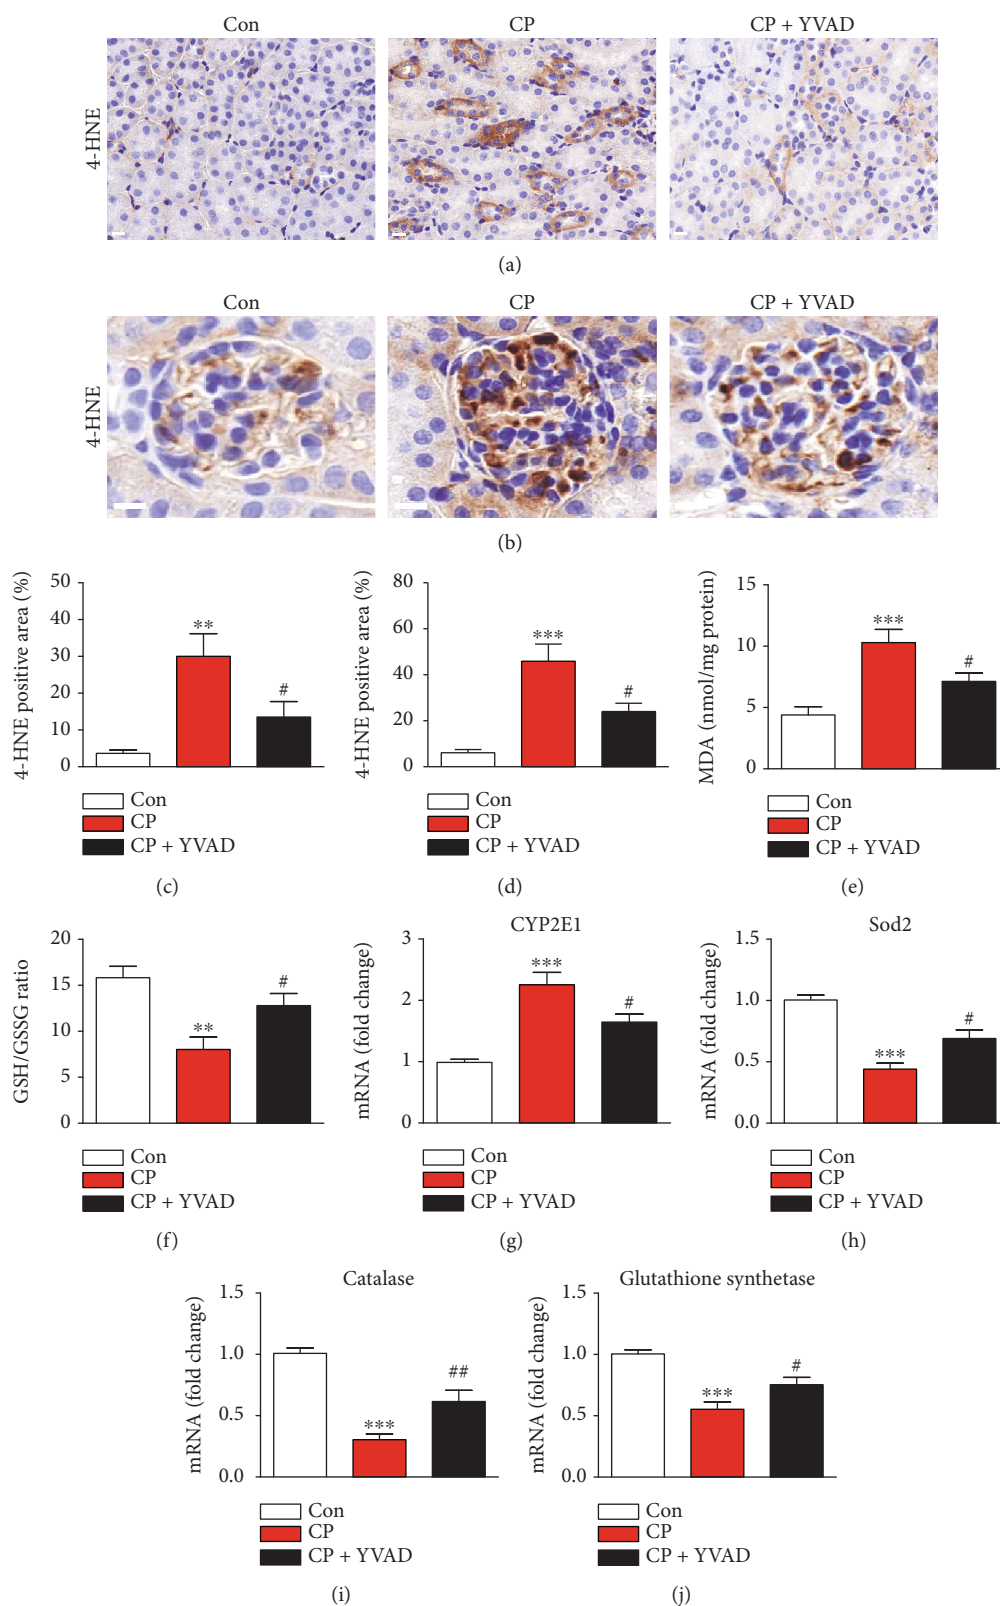 Con CP CP + YVAD
4-HNE
(a)
Con CP CP + YVAD
4-HNE
(b)
4-HNE positive area (%)
50
40
30
20
10
0
**
#
Con
CP
CP + YVAD
(c)
4-HNE positive area (%)
80
60
40
20
0
***
#
Con
CP
CP + YVAD
(d)
MDA (nmol/mg protein)
15
10
5
0
***
#
Con
CP
CP + YVAD
(e)
GSH/GSSG ratio
20
15
10
5
0
**
#
Con
CP
CP + YVAD
(f)
CYP2E1
mRNA (fold change)
3
2
1
0
***
#
Con
CP
CP + YVAD
(g)
Sod2
mRNA (fold change)
1.5
1.0
0.5
0.0
***
#
Con
CP
CP + YVAD
(h)
Catalase
mRNA (fold change)
1.5
1.0
0.5
0.0
***
##
Con
CP
CP + YVAD
(i)
Glutathione synthetase
mRNA (fold change)
1.5
1.0
0.5
0.0
***
#
Con
CP
CP + YVAD
(j)